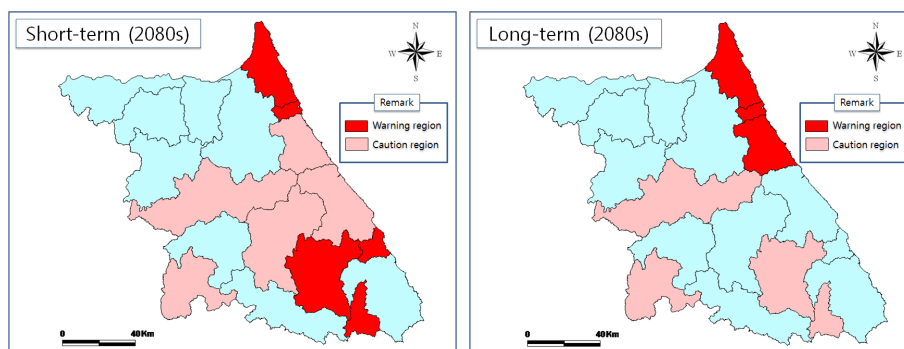 Short-term (2080s)
N
W E
S
Remark
Warning region
Caution region
0 40Km
Long-term (2080s)
N
W E
S
Remark
Warning region
Caution region
0 40Km